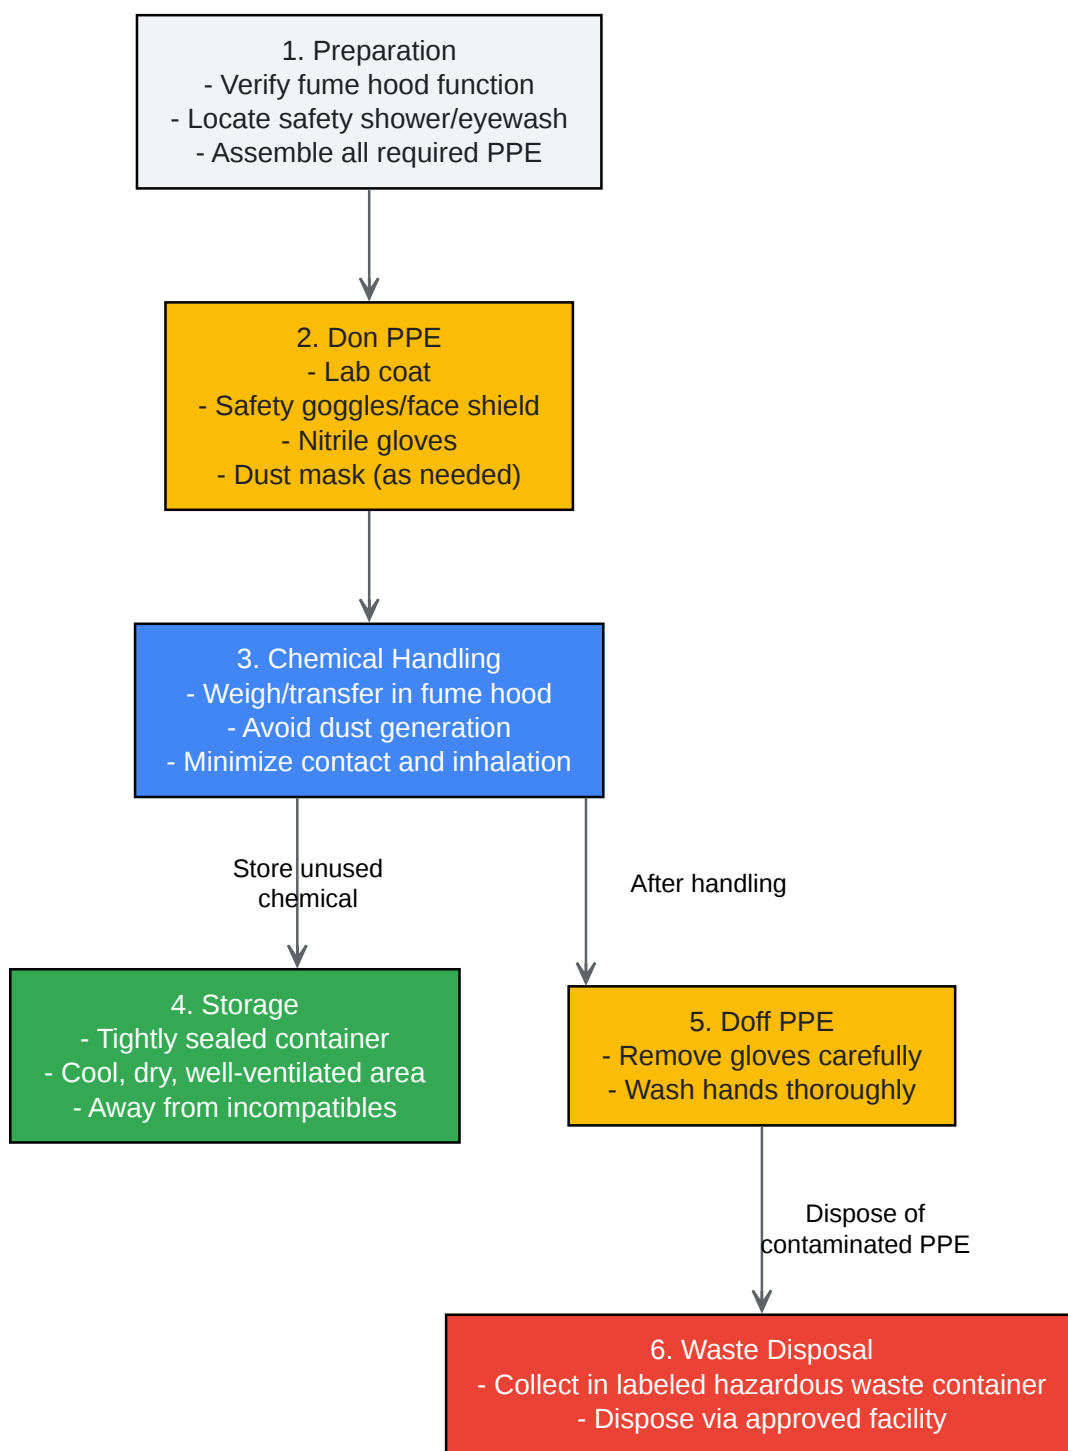 1. Preparation
- Verify fume hood function
- Locate safety shower/eyewash
- Assemble all required PPE
2. Don PPE
- Lab coat
- Safety goggles/face shield
- Nitrile gloves
- Dust mask (as needed)
3. Chemical Handling
- Weigh/transfer in fume hood
- Avoid dust generation
- Minimize contact and inhalation
Store unused
chemical
After handling
4. Storage
- Tightly sealed container
- Cool, dry, well-ventilated area
- Away from incompatibles
5. Doff PPE
- Remove gloves carefully
- Wash hands thoroughly
Dispose of
contaminated PPE
6. Waste Disposal
- Collect in labeled hazardous waste container
- Dispose via approved facility